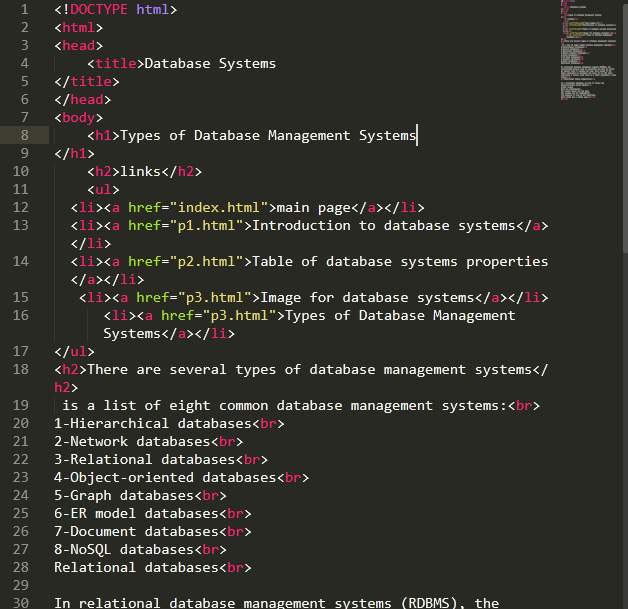 1 <!DOCTYPE html>
2 <html>
3 <head>
4     <title>Database Systems
5 </title>
6 </head>
7 <body>
8     <h1>Types of Database Management Systems
9 </h1>
10     <h2>links</h2>
11     <ul>
12   <li><a href="index.html">main page</a></li>
13   <li><a href="p1.html">Introduction to database systems</a>
</li>
14   <li><a href="p2.html">Table of database systems properties
</a></li>
15    <li><a href="p3.html">Image for database systems</a></li>
16       <li><a href="p3.html">Types of Database Management
Systems</a></li>
17 </ul>
18 <h2>There are several types of database management systems</
h2>
19  is a list of eight common database management systems:<br>
20 1-Hierarchical databases<br>
21 2-Network databases<br>
22 3-Relational databases<br>
23 4-Object-oriented databases<br>
24 5-Graph databases<br>
25 6-ER model databases<br>
26 7-Document databases<br>
27 8-NoSQL databases<br>
28 Relational databases<br>
29
30 In relational database management systems (RDBMS), the